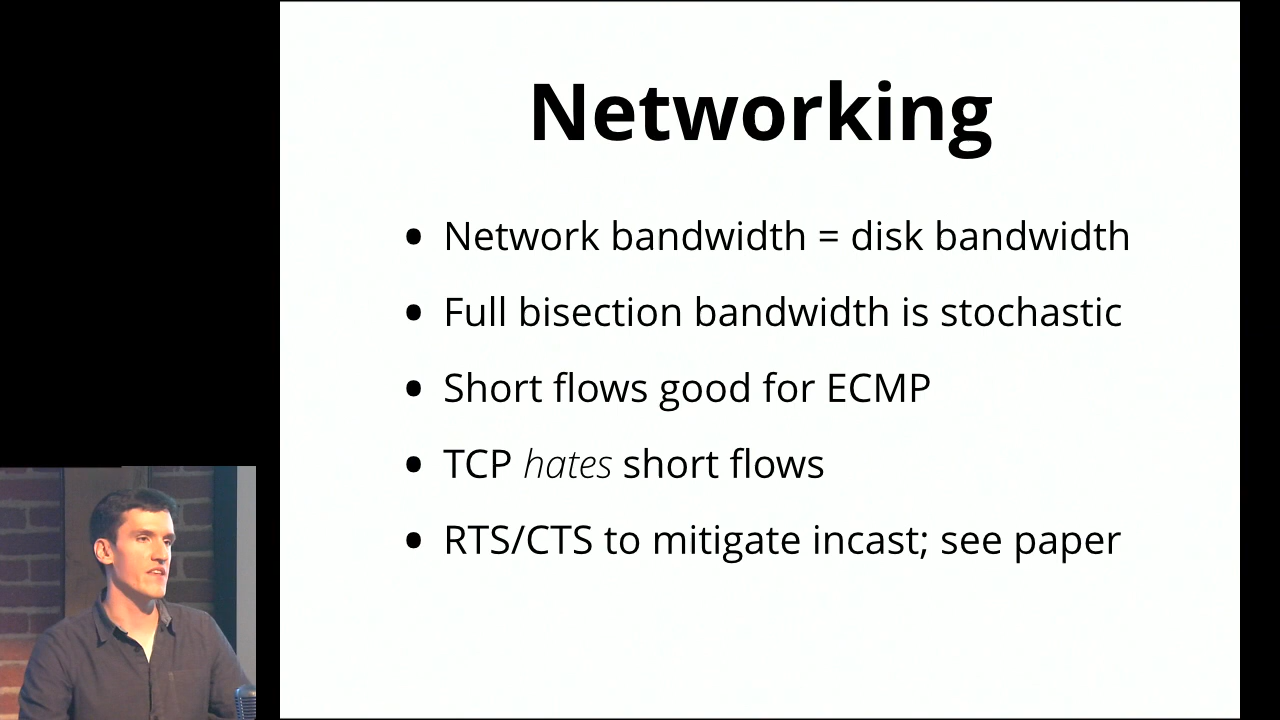 Networking
• Network bandwidth = disk bandwidth
• Full bisection bandwidth is stochastic
• Short flows good for ECMP
• TCP hates short flows
• RTS/CTS to mitigate incast; see paper